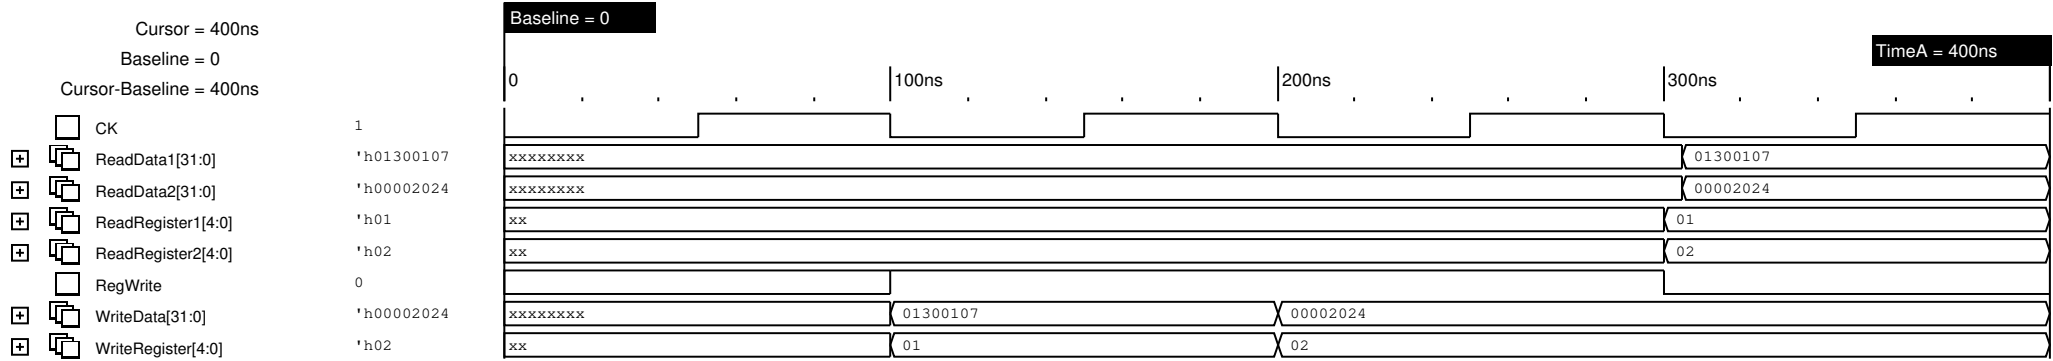 Baseline = 0
Cursor = 400ns
Baseline = 0
TimeA = 400ns
Cursor-Baseline = 400ns
0 100ns 200ns 300ns
CK 1
ReadData1[31:0] 'h01300107 xxxxxxxx 01300107
ReadData2[31:0] 'h00002024 xxxxxxxx 00002024
ReadRegister1[4:0] 'h01 xx 01
ReadRegister2[4:0] 'h02 xx 02
RegWrite 0
WriteData[31:0] 'h00002024 xxxxxxxx 01300107 00002024
WriteRegister[4:0] 'h02 xx 01 02